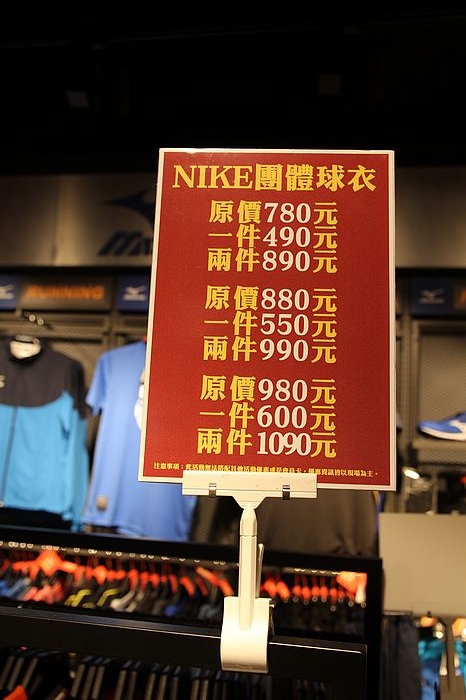 NIKE團體球衣
原價780元
一件490元
兩件890元
原價880元
一件550元
兩件990元
原價980元
一件600元
兩件1090元
RUNNING